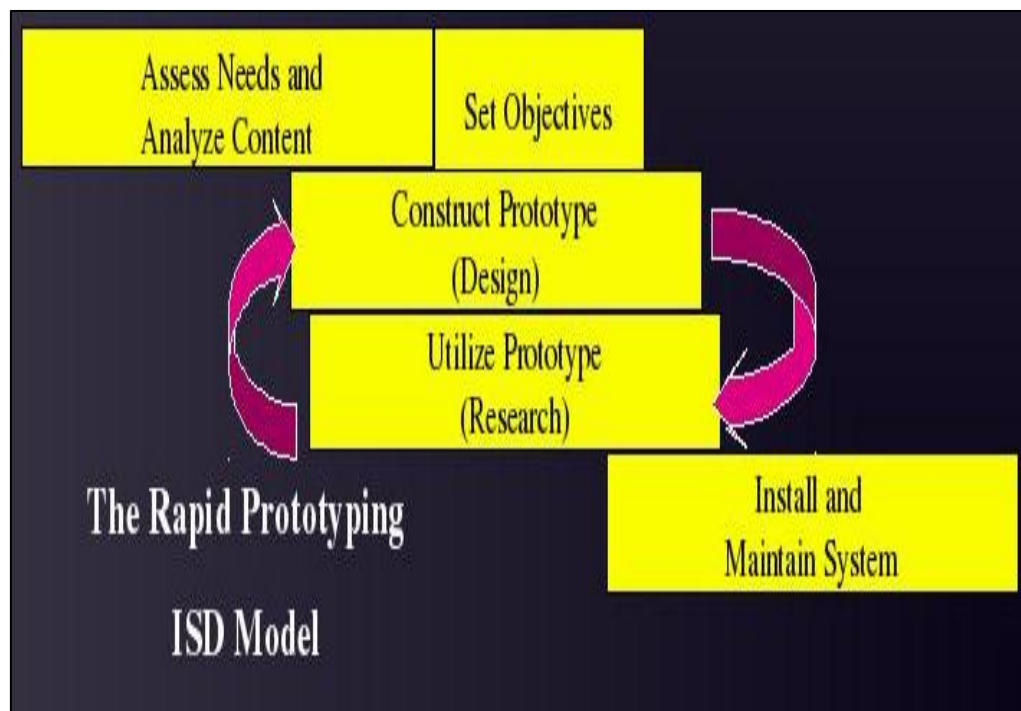 Assess Needs and
Analyze Content
Set Objectives
Construct Prototype
(Design)
Utilize Prototype
(Research)
Install and
Maintain System
The Rapid Prototyping
ISD Model